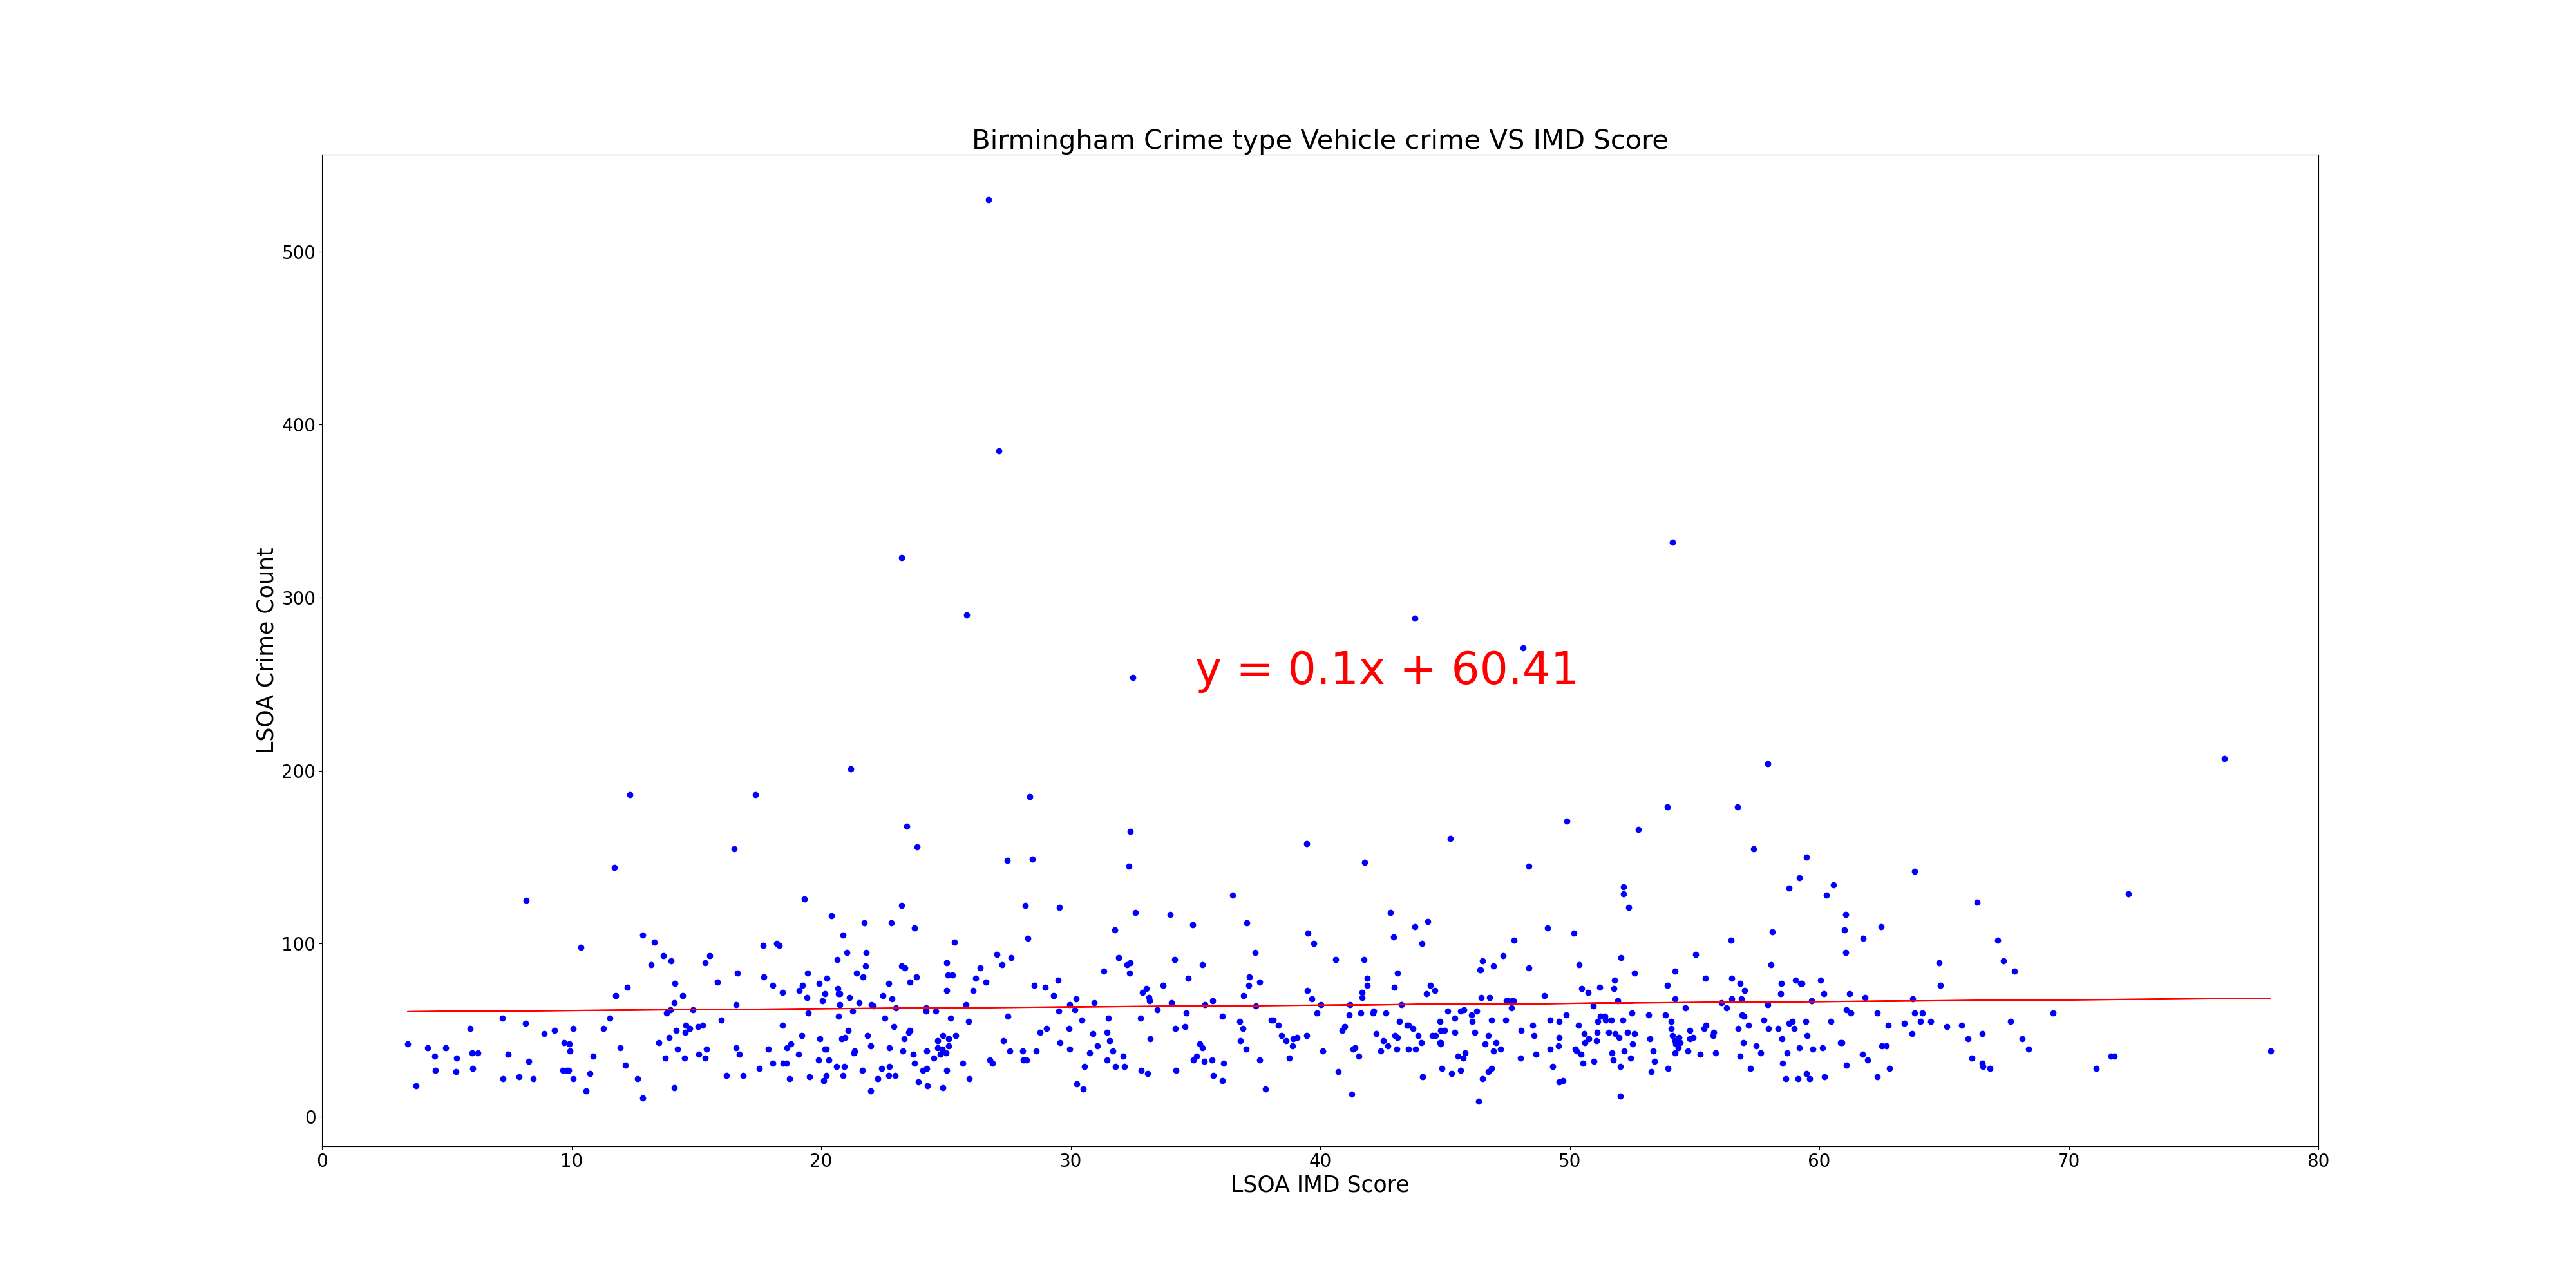 Birmingham Crime type Vehicle crime VS IMD Score
500
400
300
200
100
0
LSOA Crime Count
y = 0.1x + 60.41
0 10 20 30 40 50 60 70 80
LSOA IMD Score